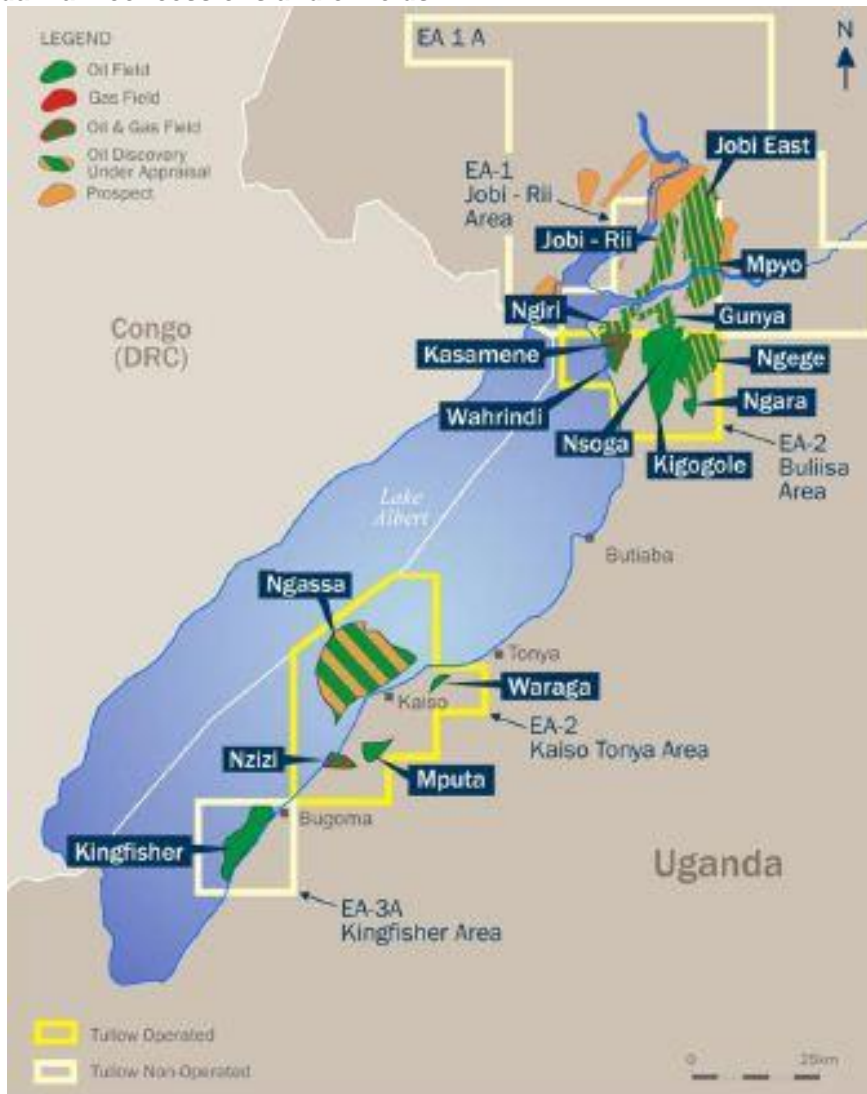 LEGEND
Oil Field
Gas Field
Oil & Gas Field
Oil Discovery
Under Appraisal
Prospect
EA 1 A
N
Jobi East
EA-1
Jobi - Rii
Area
Jobi - Rii
Mpyo
Ngiri
Gunya
Congo
(DRC)
Kasamene
Ngege
Wahrindi
Ngara
Nsoga
Kigogole
EA-2
Buliisa
Area
Lake
Albert
Butiaba
Ngassa
Tonya
Waraga
Kaiso
EA-2
Kaiso Tonya Area
Nzizi
Mputa
Bugoma
Kingfisher
Uganda
EA-3A
Kingfisher Area
Tullow Operated
Tullow Non-Operated
0 25km